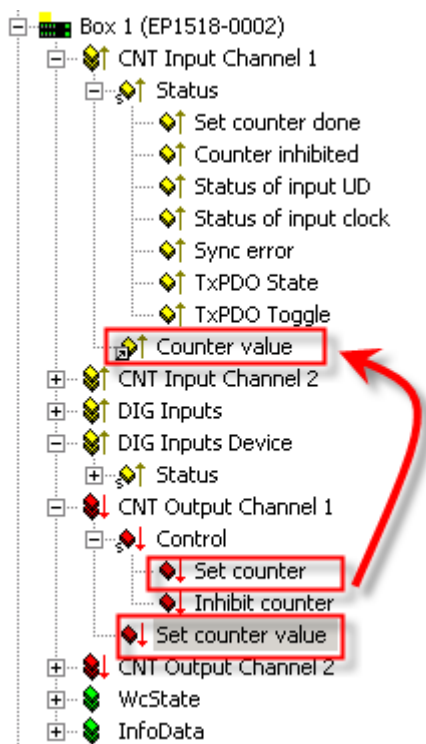 Box 1 (EP1518-0002)
CNT Input Channel 1
Status
Set counter done
Counter inhibited
Status of input UD
Status of input clock
Sync error
TxPDO State
TxPDO Toggle
Counter value
CNT Input Channel 2
DIG Inputs
DIG Inputs Device
Status
CNT Output Channel 1
Control
Set counter
Inhibit counter
Set counter value
CNT Output Channel 2
WcState
InfoData